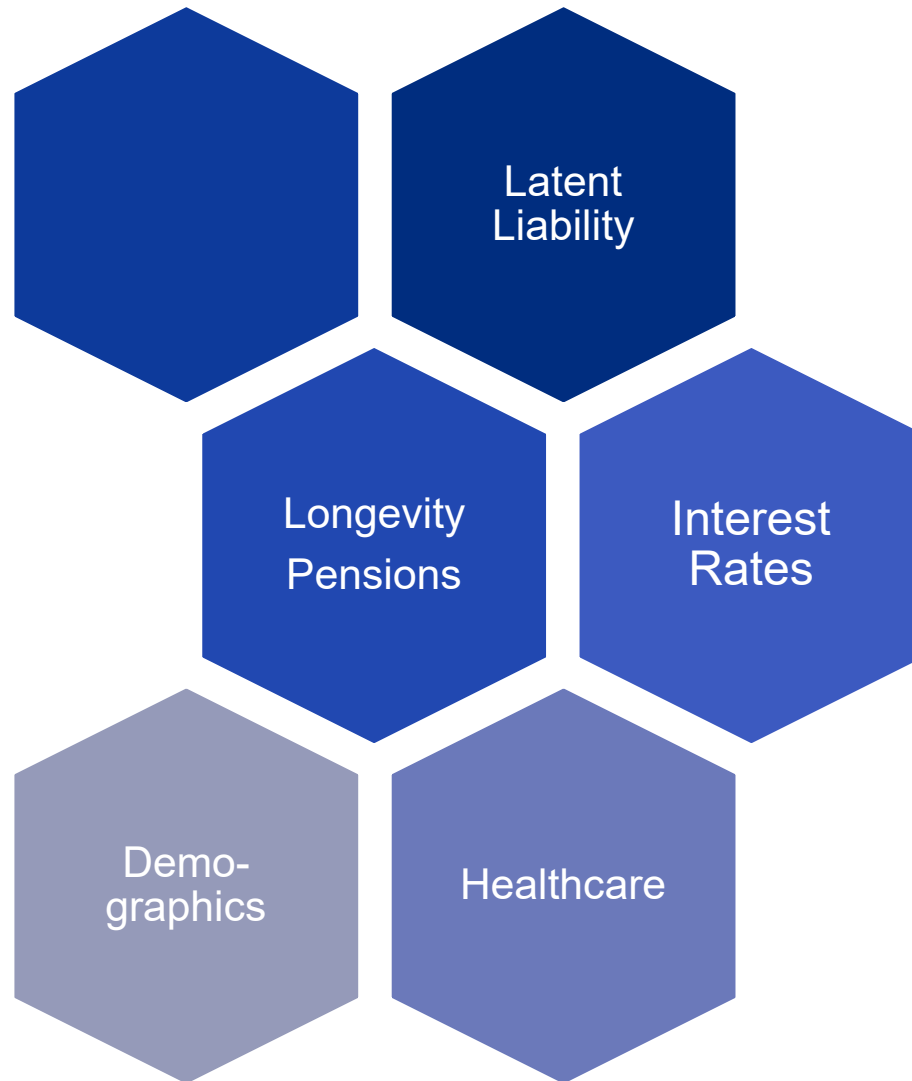 Latent
Liability
Longevity
Pensions
Interest
Rates
Demo-
graphics
Healthcare